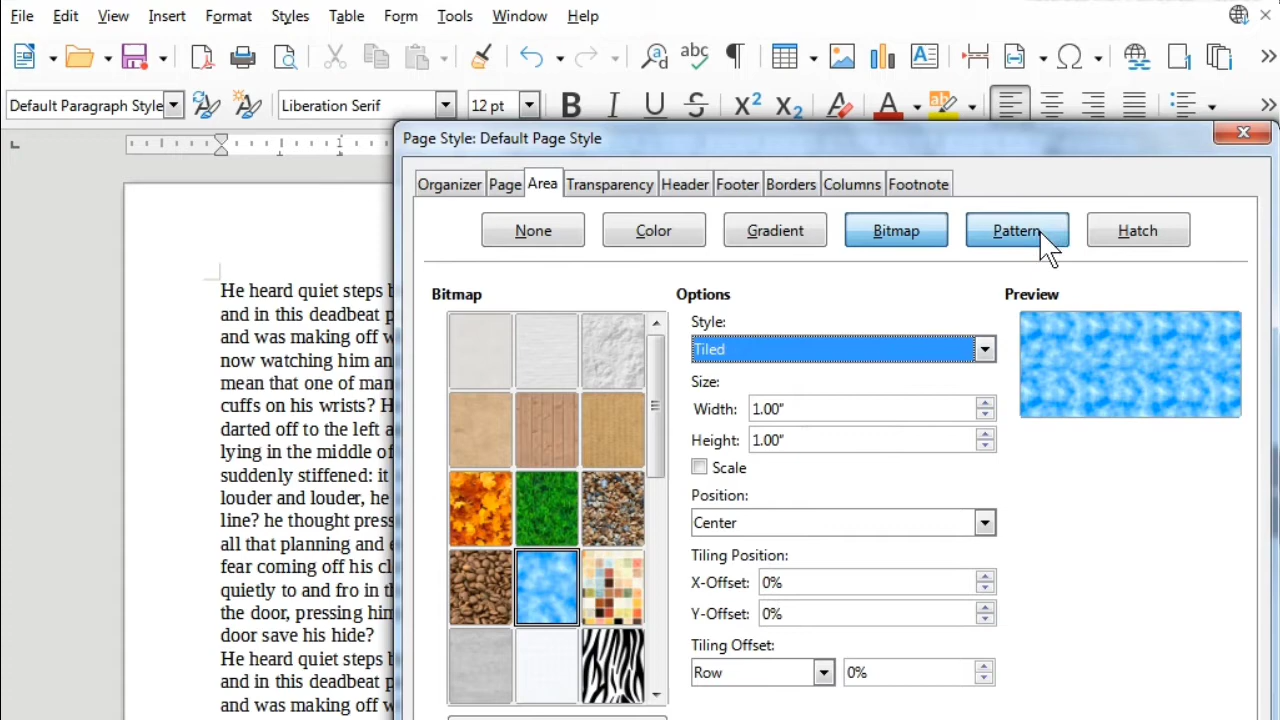 File Edit View Insert Format Styles Table Form Tools Window Help
abc
Default Paragraph Style Liberation Serif 12 pt B I U S X² X₂ A A ab
Page Style: Default Page Style
Organizer Page Area Transparency Header Footer Borders Columns Footnote
None Color Gradient Bitmap Pattern Hatch
Bitmap Options Preview
Style:
Tiled
Size:
Width: 1.00"
Height: 1.00"
Scale
Position:
Center
Tiling Position:
X-Offset: 0%
Y-Offset: 0%
Tiling Offset:
Row 0%
He heard quiet steps b
and in this deadbeat p
and was making off w
now watching him an
mean that one of man
cuffs on his wrists? H
darted off to the left a
lying in the middle of
suddenly stiffened: it
louder and louder, he
line? he thought press
all that planning and e
fear coming off his cl
quietly to and fro in th
the door, pressing him
door save his hide?
He heard quiet steps b
and in this deadbeat p
and was making off w